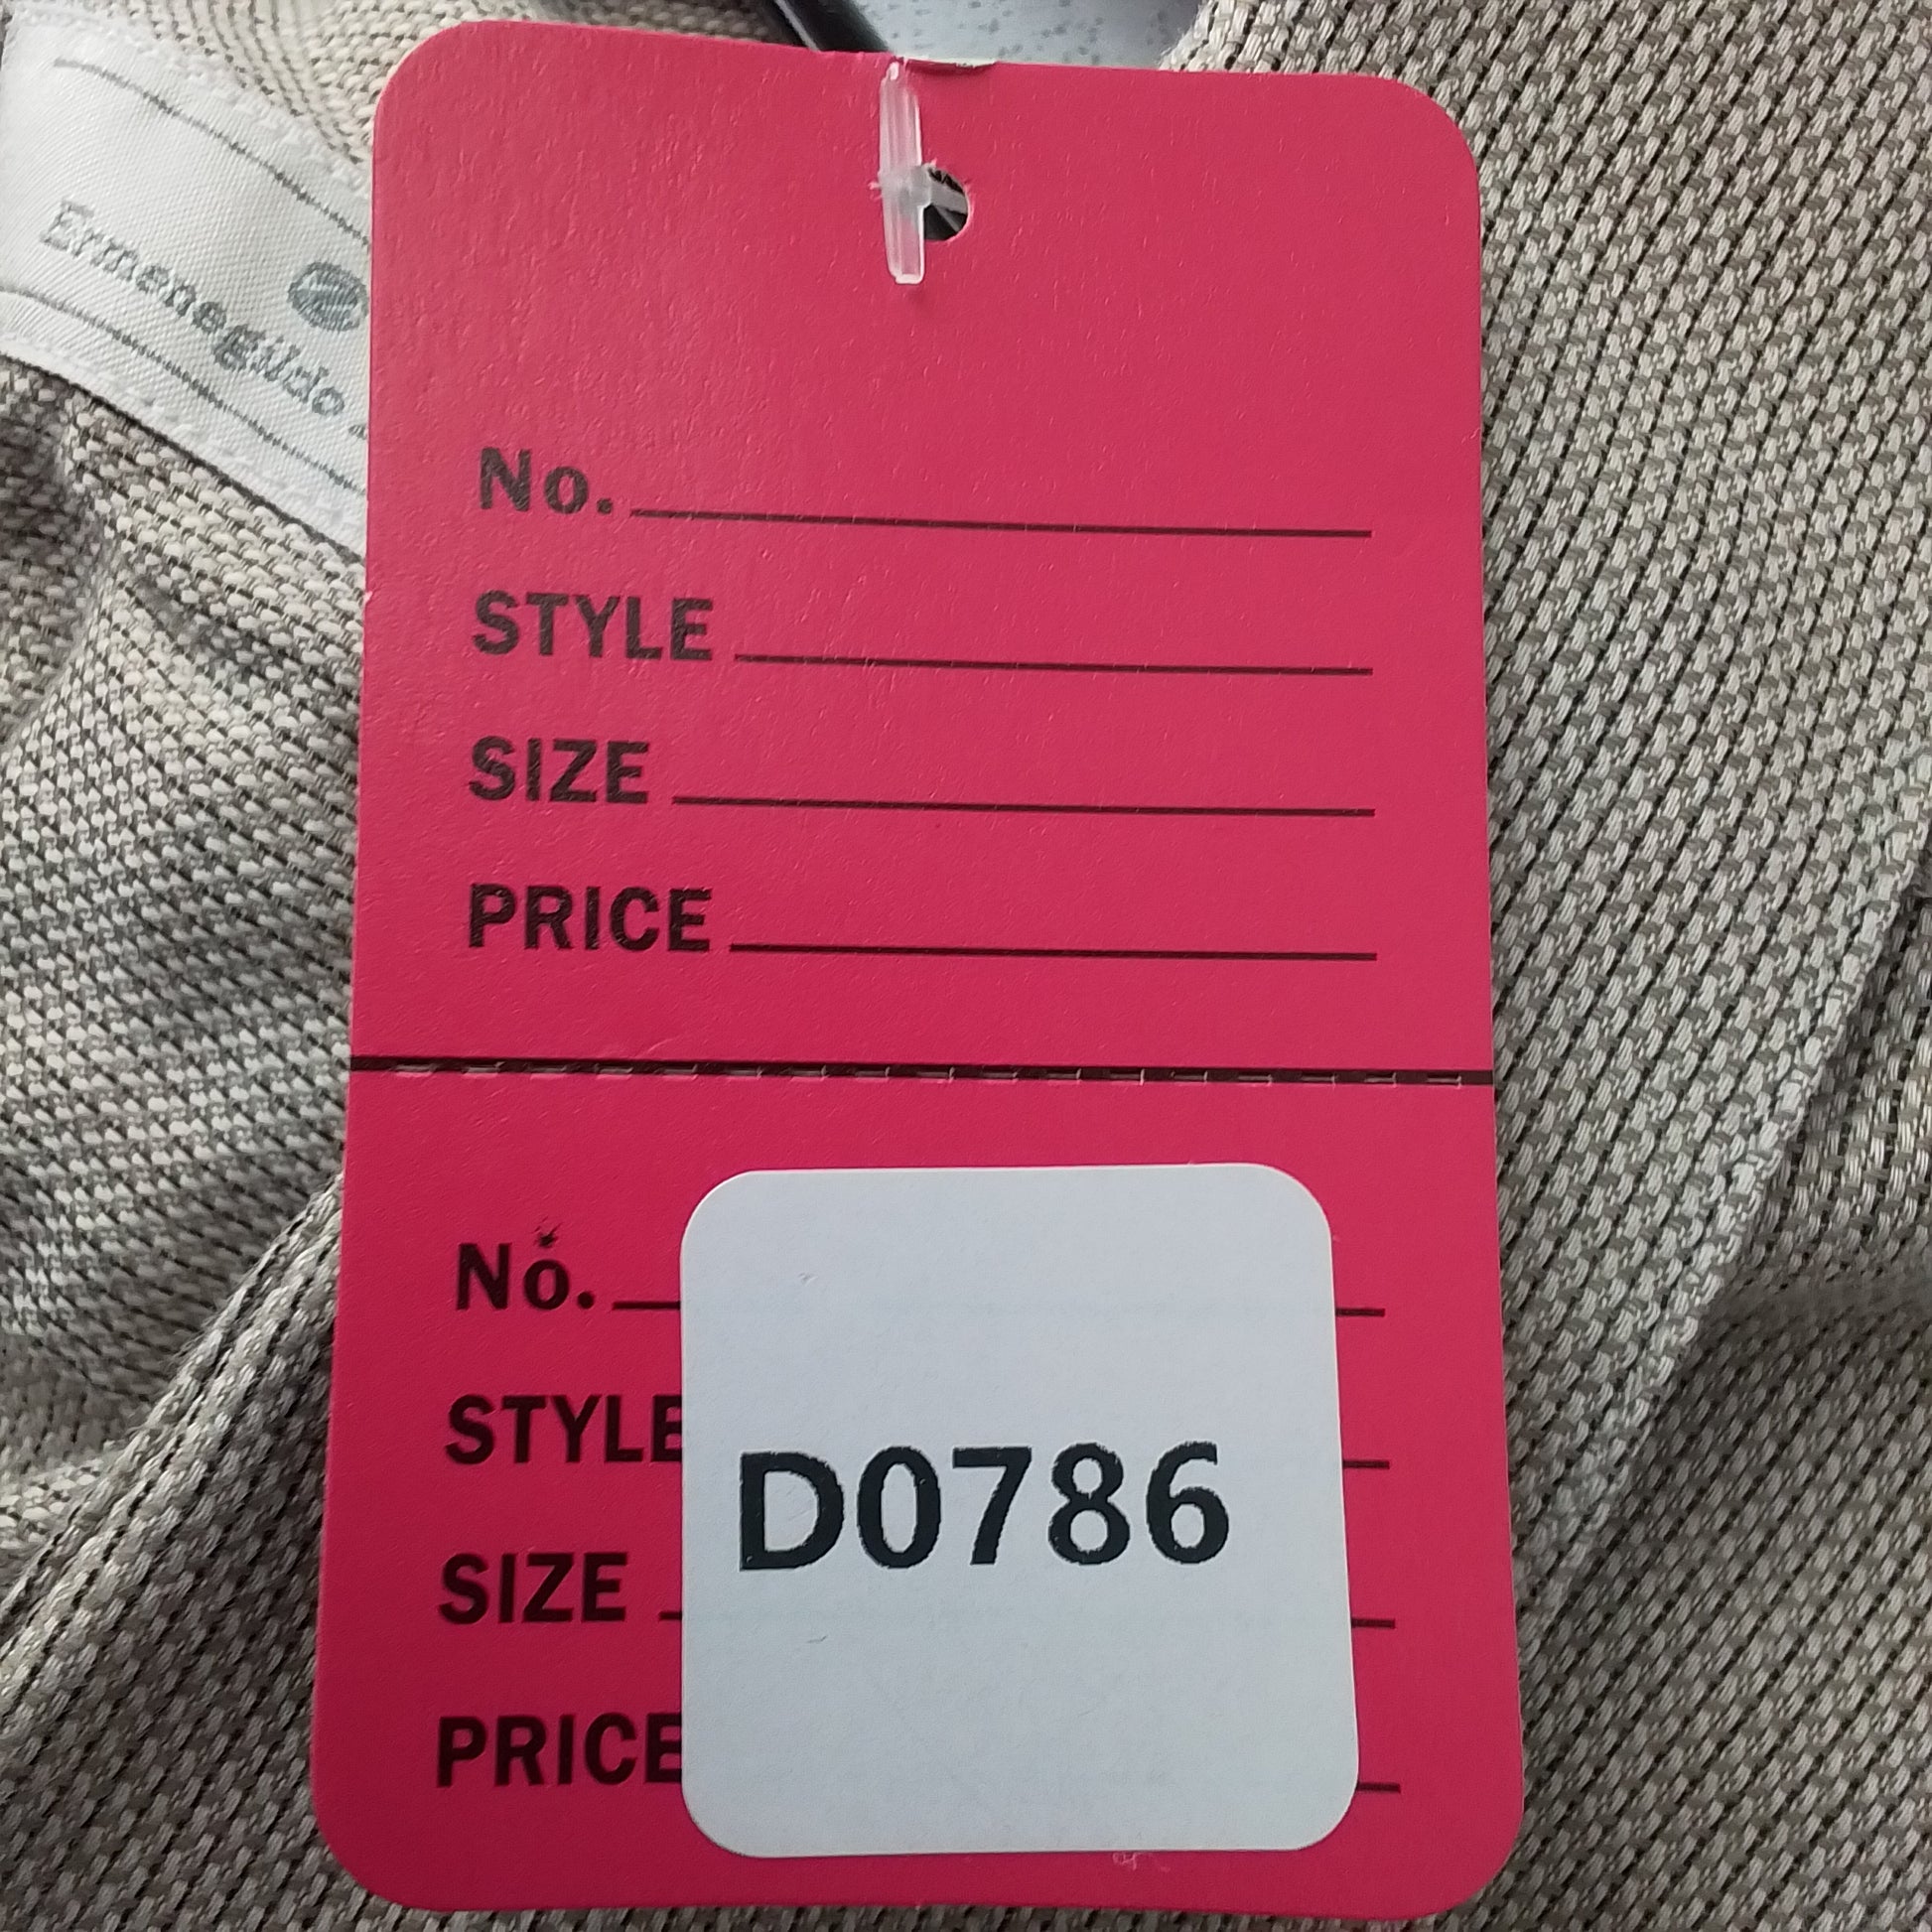 Ermenegildo
No.
STYLE
SIZE
PRICE
No.
STYLE
SIZE
PRICE
D0786